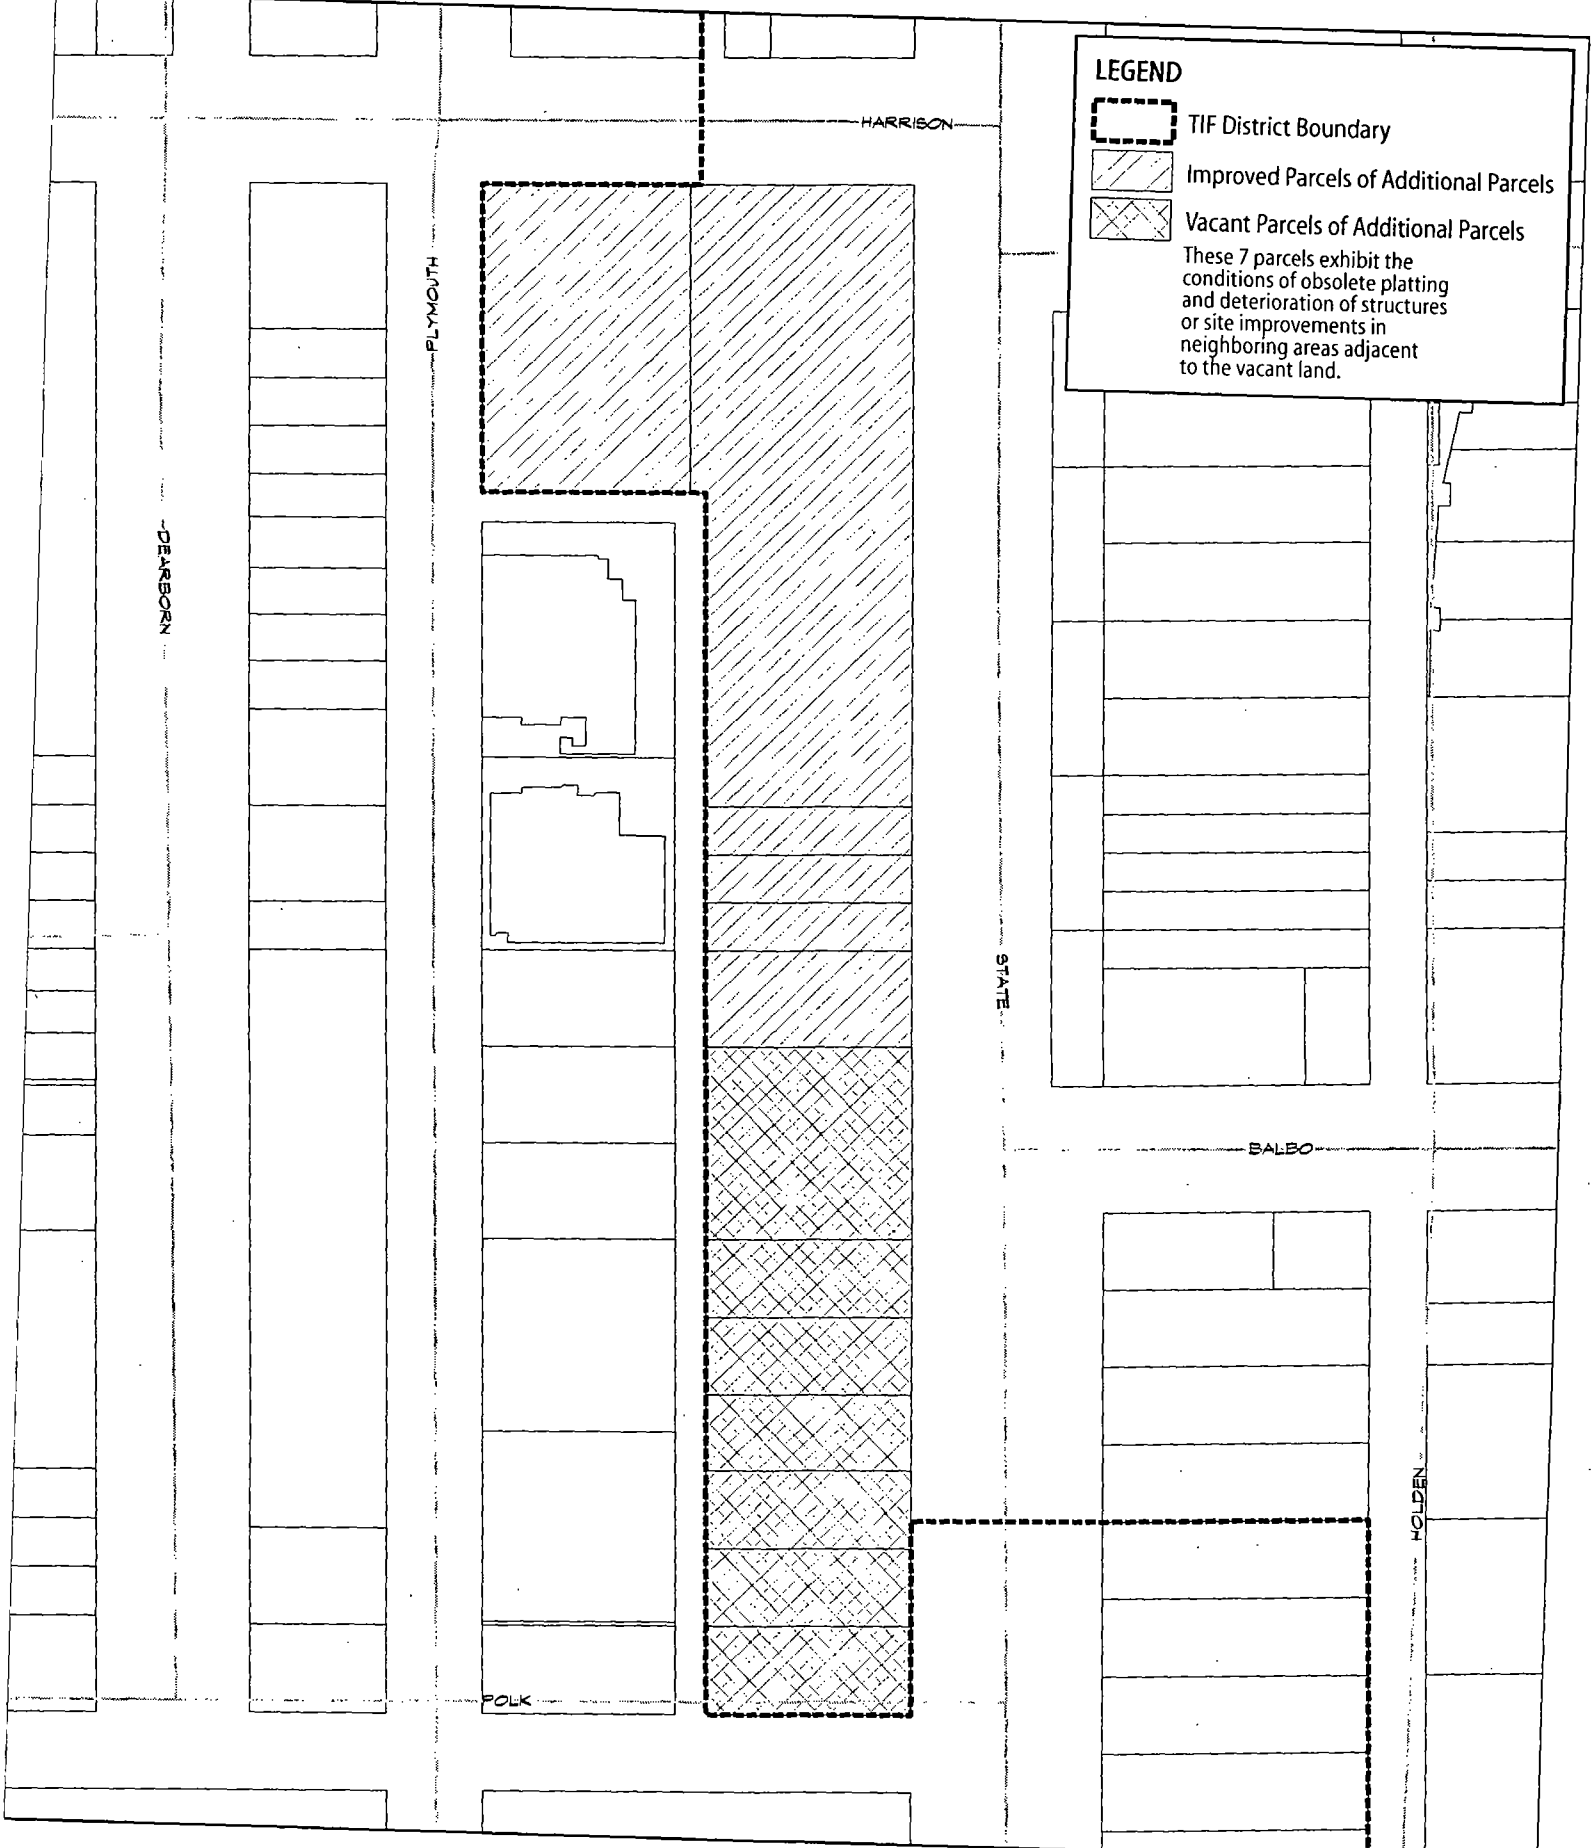 LEGEND
TIF District Boundary
Improved Parcels of Additional Parcels
Vacant Parcels of Additional Parcels
These 7 parcels exhibit the
conditions of obsolete platting
and deterioration of structures
or site improvements in
neighboring areas adjacent
to the vacant land.
HARRISON
PLYMOUTH
DEARBORN
STATE
BALBO
HOLDEN
POLK